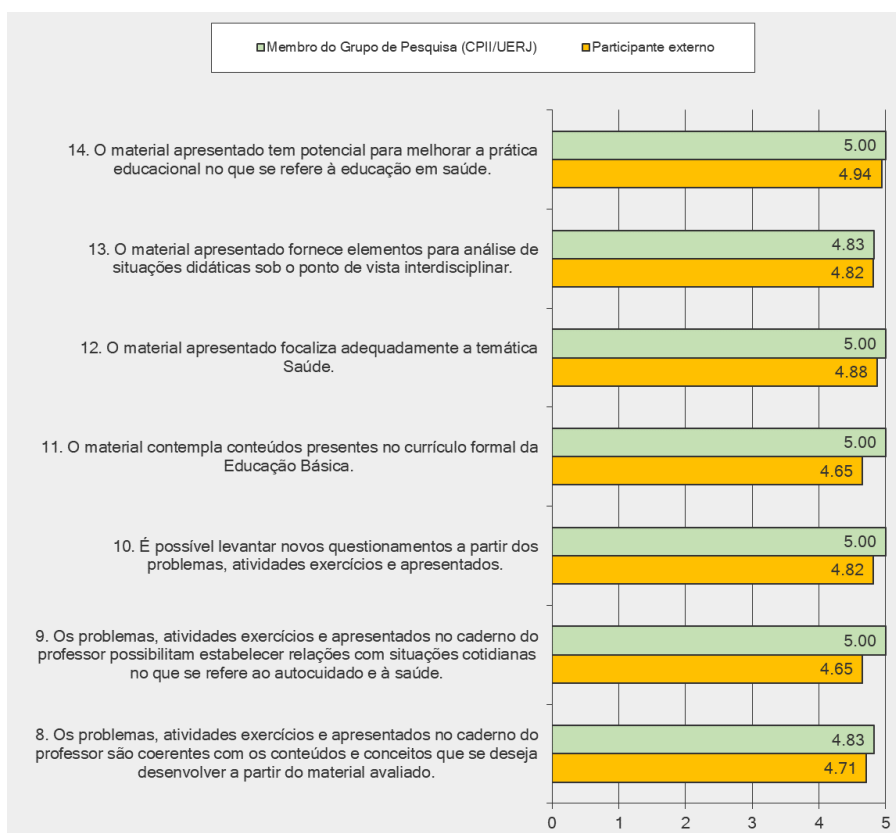 Membro do Grupo de Pesquisa (CPII/UERJ) Participante externo
14. O material apresentado tem potencial para melhorar a prática
educacional no que se refere à educação em saúde.
5.00
4.94
13. O material apresentado fornece elementos para análise de
situações didáticas sob o ponto de vista interdisciplinar.
4.83
4.82
12. O material apresentado focaliza adequadamente a temática
Saúde.
5.00
4.88
11. O material contempla conteúdos presentes no currículo formal da
Educação Básica.
5.00
4.65
10. É possível levantar novos questionamentos a partir dos
problemas, atividades exercícios e apresentados.
5.00
4.82
9. Os problemas, atividades exercícios e apresentados no caderno do
professor possibilitam estabelecer relações com situações cotidianas
no que se refere ao autocuidado e à saúde.
5.00
4.65
8. Os problemas, atividades exercícios e apresentados no caderno do
professor são coerentes com os conteúdos e conceitos que se deseja
desenvolver a partir do material avaliado.
4.83
4.71
0 1 2 3 4 5